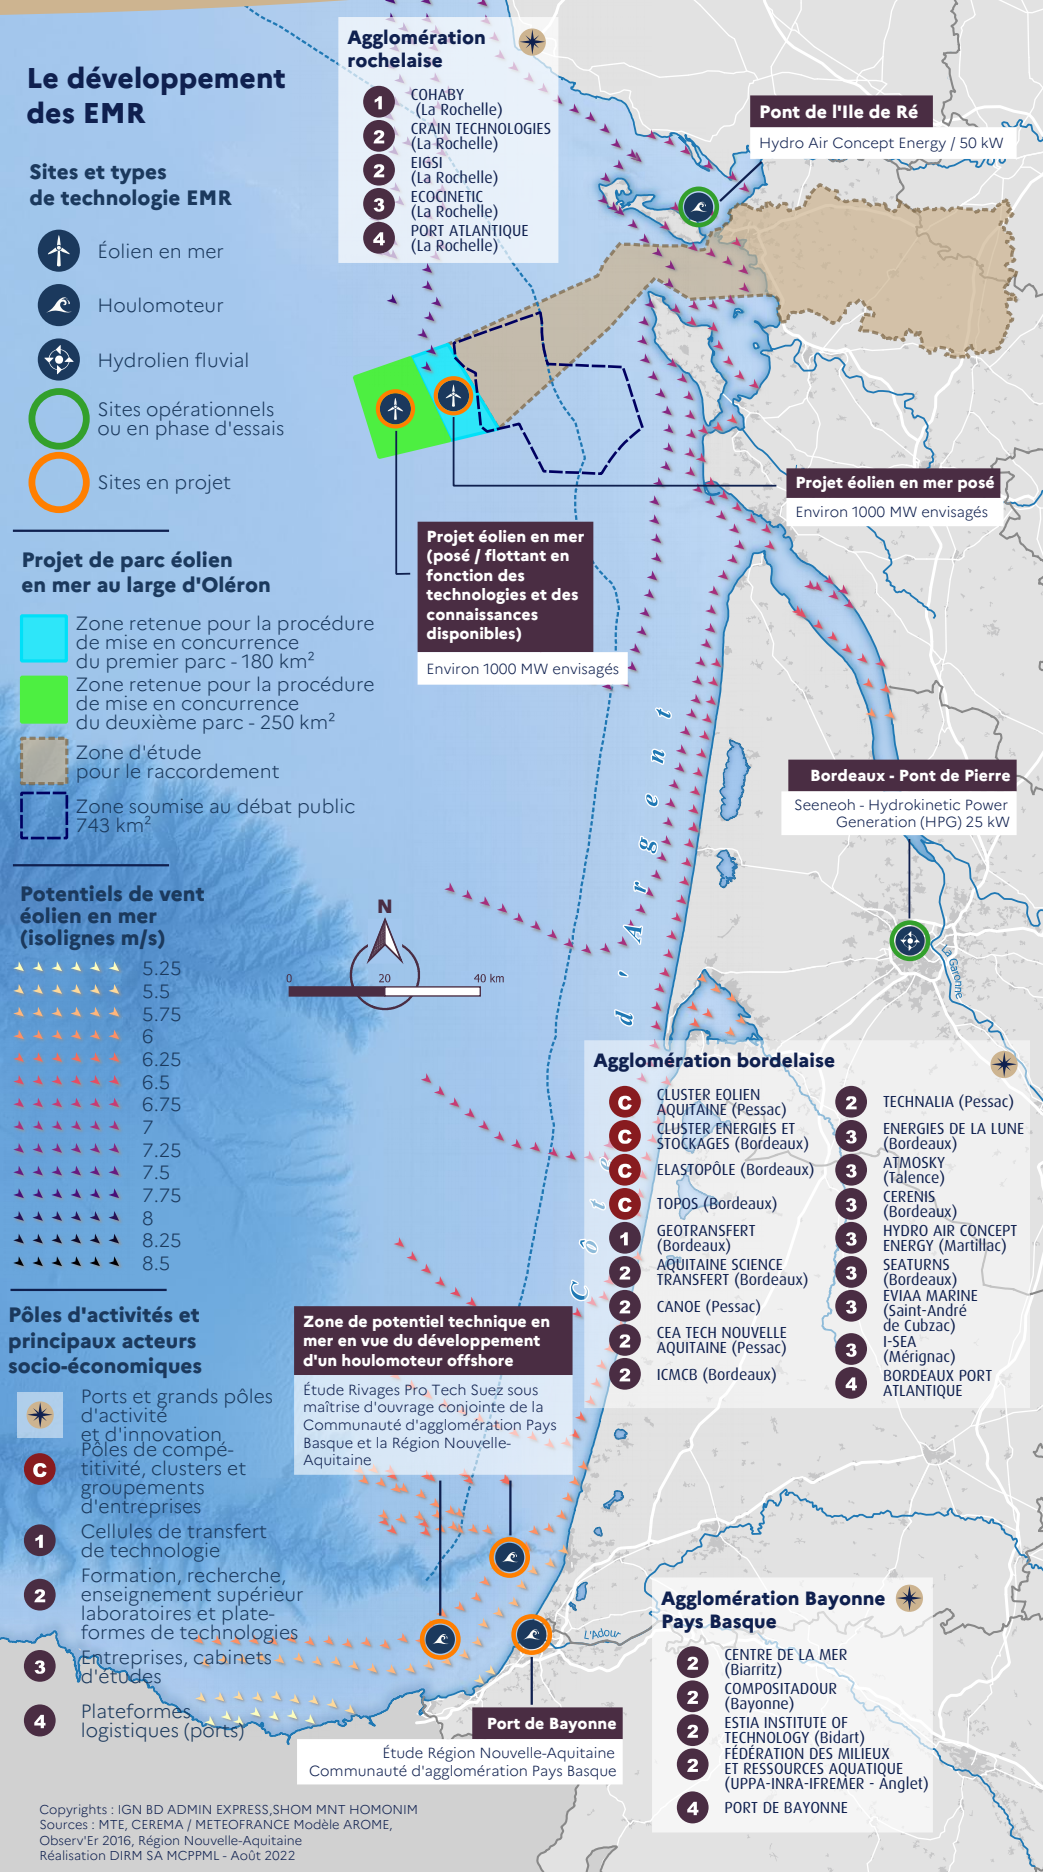 Le développement
des EMR
Sites et types
de technologie EMR
Éolien en mer
Houlomoteur
Hydrolien fluvial
Sites opérationnels
ou en phase d'essais
Sites en projet
Projet de parc éolien
en mer au large d'Oléron
Zone retenue pour la procédure
de mise en concurrence
du premier parc - 180 km²
Zone retenue pour la procédure
de mise en concurrence
du deuxième parc - 250 km²
Zone d'étude
pour le raccordement
Zone soumise au débat public
743 km²
Potentiels de vent
éolien en mer
(isolignes m/s)
5.25
5.5
5.75
6
6.25
6.5
6.75
7
7.25
7.5
7.75
8
8.25
8.5
Pôles d'activités et
principaux acteurs
socio-économiques
Ports et grands pôles
d'activité
et d'innovation
C
Pôles de compé-
titivité, clusters et
groupements
d'entreprises
1
Cellules de transfert
de technologie
2
Formation, recherche,
enseignement supérieur
laboratoires et plate-
formes de technologies
3
Entreprises, cabinets
d'études
4
Plateformes
logistiques (ports)
Agglomération
rochelaise
1 COHABY
(La Rochelle)
2 CRAIN TECHNOLOGIES
(La Rochelle)
2 EIGSI
(La Rochelle)
3 ECOCINETIC
(La Rochelle)
4 PORT ATLANTIQUE
(La Rochelle)
Pont de l'Ile de Ré
Hydro Air Concept Energy / 50 kW
Projet éolien en mer posé
Environ 1000 MW envisagés
Projet éolien en mer
(posé / flottant en
fonction des
technologies et des
connaissances
disponibles)
Environ 1000 MW envisagés
Bordeaux - Pont de Pierre
Seeneoh - Hydrokinetic Power
Generation (HPG) 25 kW
La Garonne
Côte d'Argent
N
0 20 40 km
Agglomération bordelaise
C CLUSTER EOLIEN
AQUITAINE (Pessac)
C CLUSTER ENERGIES ET
STOCKAGES (Bordeaux)
C ELASTOPÔLE (Bordeaux)
C TOPOS (Bordeaux)
1 GEOTRANSFERT
(Bordeaux)
2 AQUITAINE SCIENCE
TRANSFERT (Bordeaux)
2 CANOE (Pessac)
2 CEA TECH NOUVELLE
AQUITAINE (Pessac)
2 ICMCB (Bordeaux)
2 TECHNALIA (Pessac)
3 ENERGIES DE LA LUNE
(Bordeaux)
3 ATMOSKY
(Talence)
3 CERENIS
(Bordeaux)
3 HYDRO AIR CONCEPT
ENERGY (Martillac)
3 SEATURNS
(Bordeaux)
3 EVIAA MARINE
(Saint-André
de Cubzac)
3 I-SEA
(Mérignac)
4 BORDEAUX PORT
ATLANTIQUE
Zone de potentiel technique en
mer en vue du développement
d'un houlomoteur offshore
Étude Rivages Pro Tech Suez sous
maîtrise d'ouvrage conjointe de la
Communauté d'agglomération Pays
Basque et la Région Nouvelle-
Aquitaine
L'Adour
Agglomération Bayonne
Pays Basque
2 CENTRE DE LA MER
(Biarritz)
2 COMPOSITADOUR
(Bayonne)
2 ESTIA INSTITUTE OF
TECHNOLOGY (Bidart)
2 FÉDÉRATION DES MILIEUX
ET RESSOURCES AQUATIQUE
(UPPA-INRA-IFREMER - Anglet)
4 PORT DE BAYONNE
Port de Bayonne
Étude Région Nouvelle-Aquitaine
Communauté d'agglomération Pays Basque
Copyrights : IGN BD ADMIN EXPRESS,SHOM MNT HOMONIM
Sources : MTE, CEREMA / METEOFRANCE Modèle AROME,
Observ'Er 2016, Région Nouvelle-Aquitaine
Réalisation DIRM SA MCPPML - Août 2022